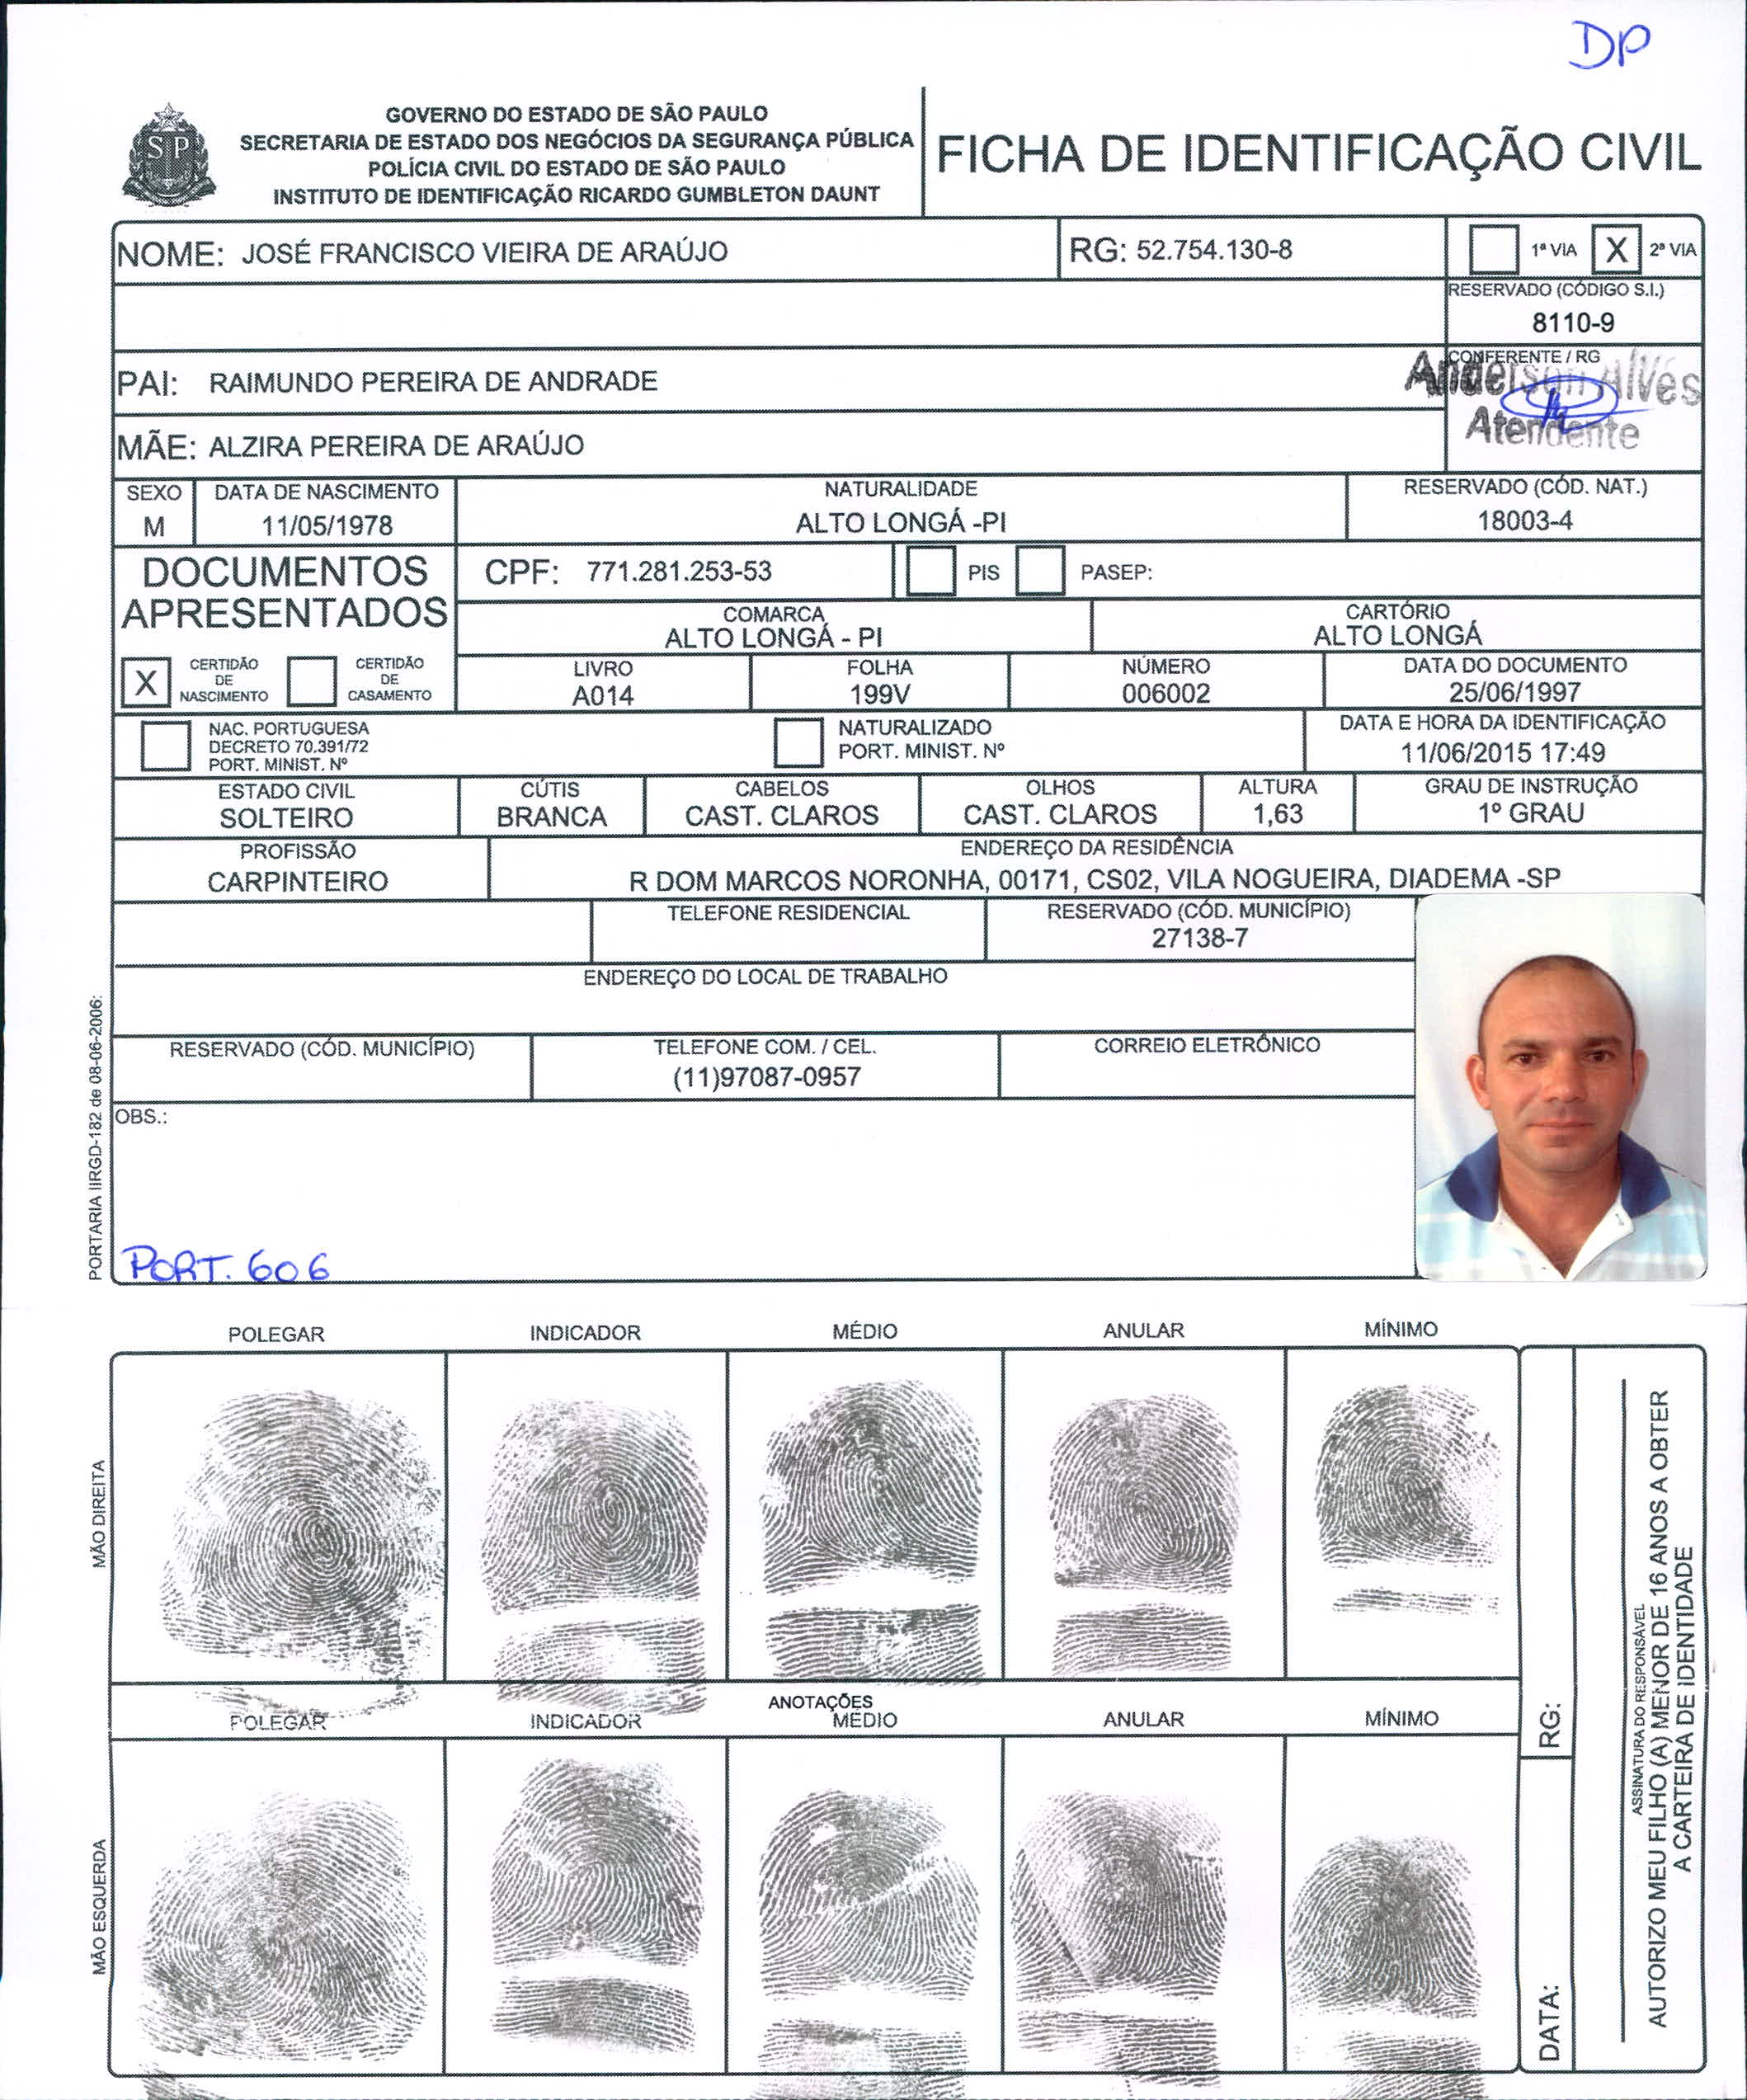 DP
GOVERNO DO ESTADO DE SÃO PAULO
SECRETARIA DE ESTADO DOS NEGÓCIOS DA SEGURANÇA PÚBLICA
POLÍCIA CIVIL DO ESTADO DE SÃO PAULO
INSTITUTO DE IDENTIFICAÇÃO RICARDO GUMBLETON DAUNT
SP
FICHA DE IDENTIFICAÇÃO CIVIL
NOME: JOSÉ FRANCISCO VIEIRA DE ARAÚJO
RG: 52.754.130-8
1ª VIA X 2ª VIA
RESERVADO (CÓDIGO S.I.)
8110-9
PAI: RAIMUNDO PEREIRA DE ANDRADE
CONFERENTE / RG
Anderson Alves
Atendente
MÃE: ALZIRA PEREIRA DE ARAÚJO
SEXO
M
DATA DE NASCIMENTO
11/05/1978
NATURALIDADE
ALTO LONGÁ -PI
RESERVADO (CÓD. NAT.)
18003-4
DOCUMENTOS
APRESENTADOS
CPF: 771.281.253-53
PIS
PASEP:
COMARCA
ALTO LONGÁ - PI
CARTÓRIO
ALTO LONGÁ
X
CERTIDÃO
DE
NASCIMENTO
CERTIDÃO
DE
CASAMENTO
LIVRO
A014
FOLHA
199V
NÚMERO
006002
DATA DO DOCUMENTO
25/06/1997
NAC. PORTUGUESA
DECRETO 70.391/72
PORT. MINIST. Nº
NATURALIZADO
PORT. MINIST. Nº
DATA E HORA DA IDENTIFICAÇÃO
11/06/2015 17:49
ESTADO CIVIL
SOLTEIRO
CÚTIS
BRANCA
CABELOS
CAST. CLAROS
OLHOS
CAST. CLAROS
ALTURA
1,63
GRAU DE INSTRUÇÃO
1º GRAU
PROFISSÃO
CARPINTEIRO
ENDEREÇO DA RESIDÊNCIA
R DOM MARCOS NORONHA, 00171, CS02, VILA NOGUEIRA, DIADEMA -SP
TELEFONE RESIDENCIAL
RESERVADO (CÓD. MUNICÍPIO)
27138-7
ENDEREÇO DO LOCAL DE TRABALHO
RESERVADO (CÓD. MUNICÍPIO)
TELEFONE COM. / CEL.
(11)97087-0957
CORREIO ELETRÔNICO
OBS.:
PORT. 606
PORTARIA IIRGD-182 de 08-06-2006:
POLEGAR
INDICADOR
MÉDIO
ANULAR
MÍNIMO
MÃO DIREITA
ANOTAÇÕES
POLEGAR
INDICADOR
MÉDIO
ANULAR
MÍNIMO
MÃO ESQUERDA
RG:
DATA:
ASSINATURA DO RESPONSÁVEL
AUTORIZO MEU FILHO (A) MENOR DE 16 ANOS A OBTER
A CARTEIRA DE IDENTIDADE